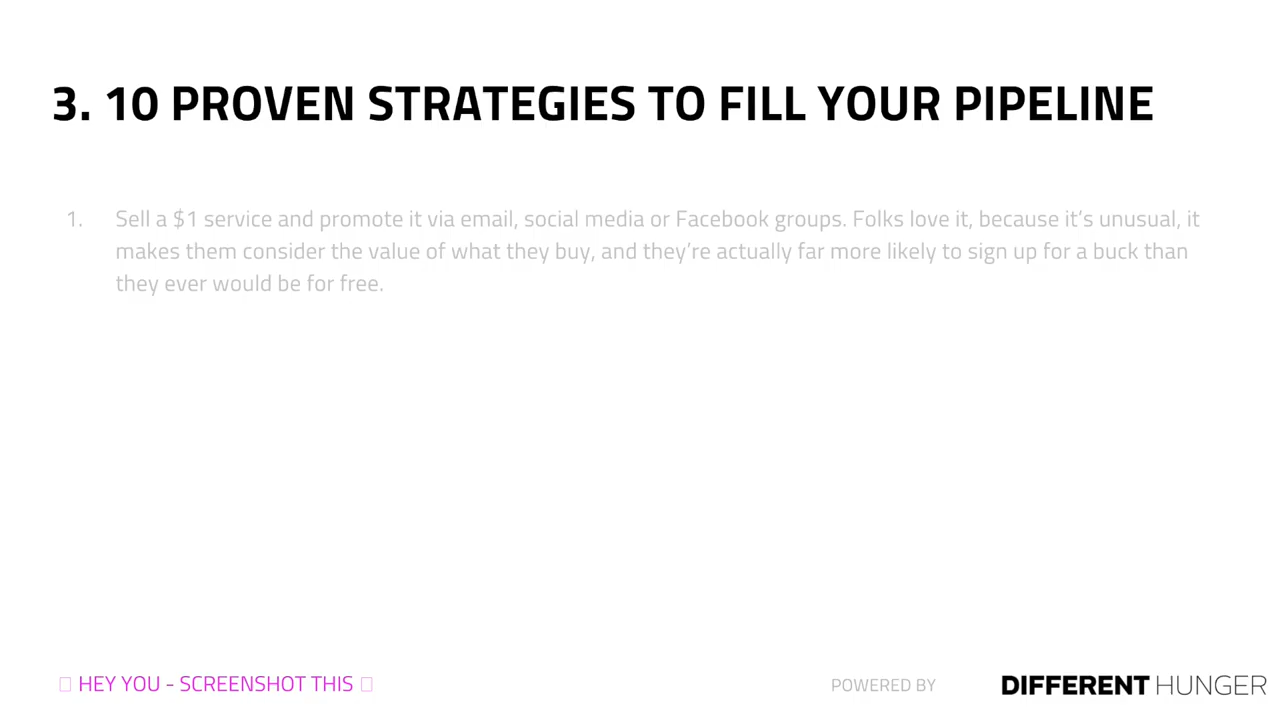 3. 10 PROVEN STRATEGIES TO FILL YOUR PIPELINE
1. Sell a $1 service and promote it via email, social media or Facebook groups. Folks love it, because it’s unusual, it
makes them consider the value of what they buy, and they’re actually far more likely to sign up for a buck than
they ever would be for free.
HEY YOU - SCREENSHOT THIS
POWERED BY DIFFERENT HUNGER